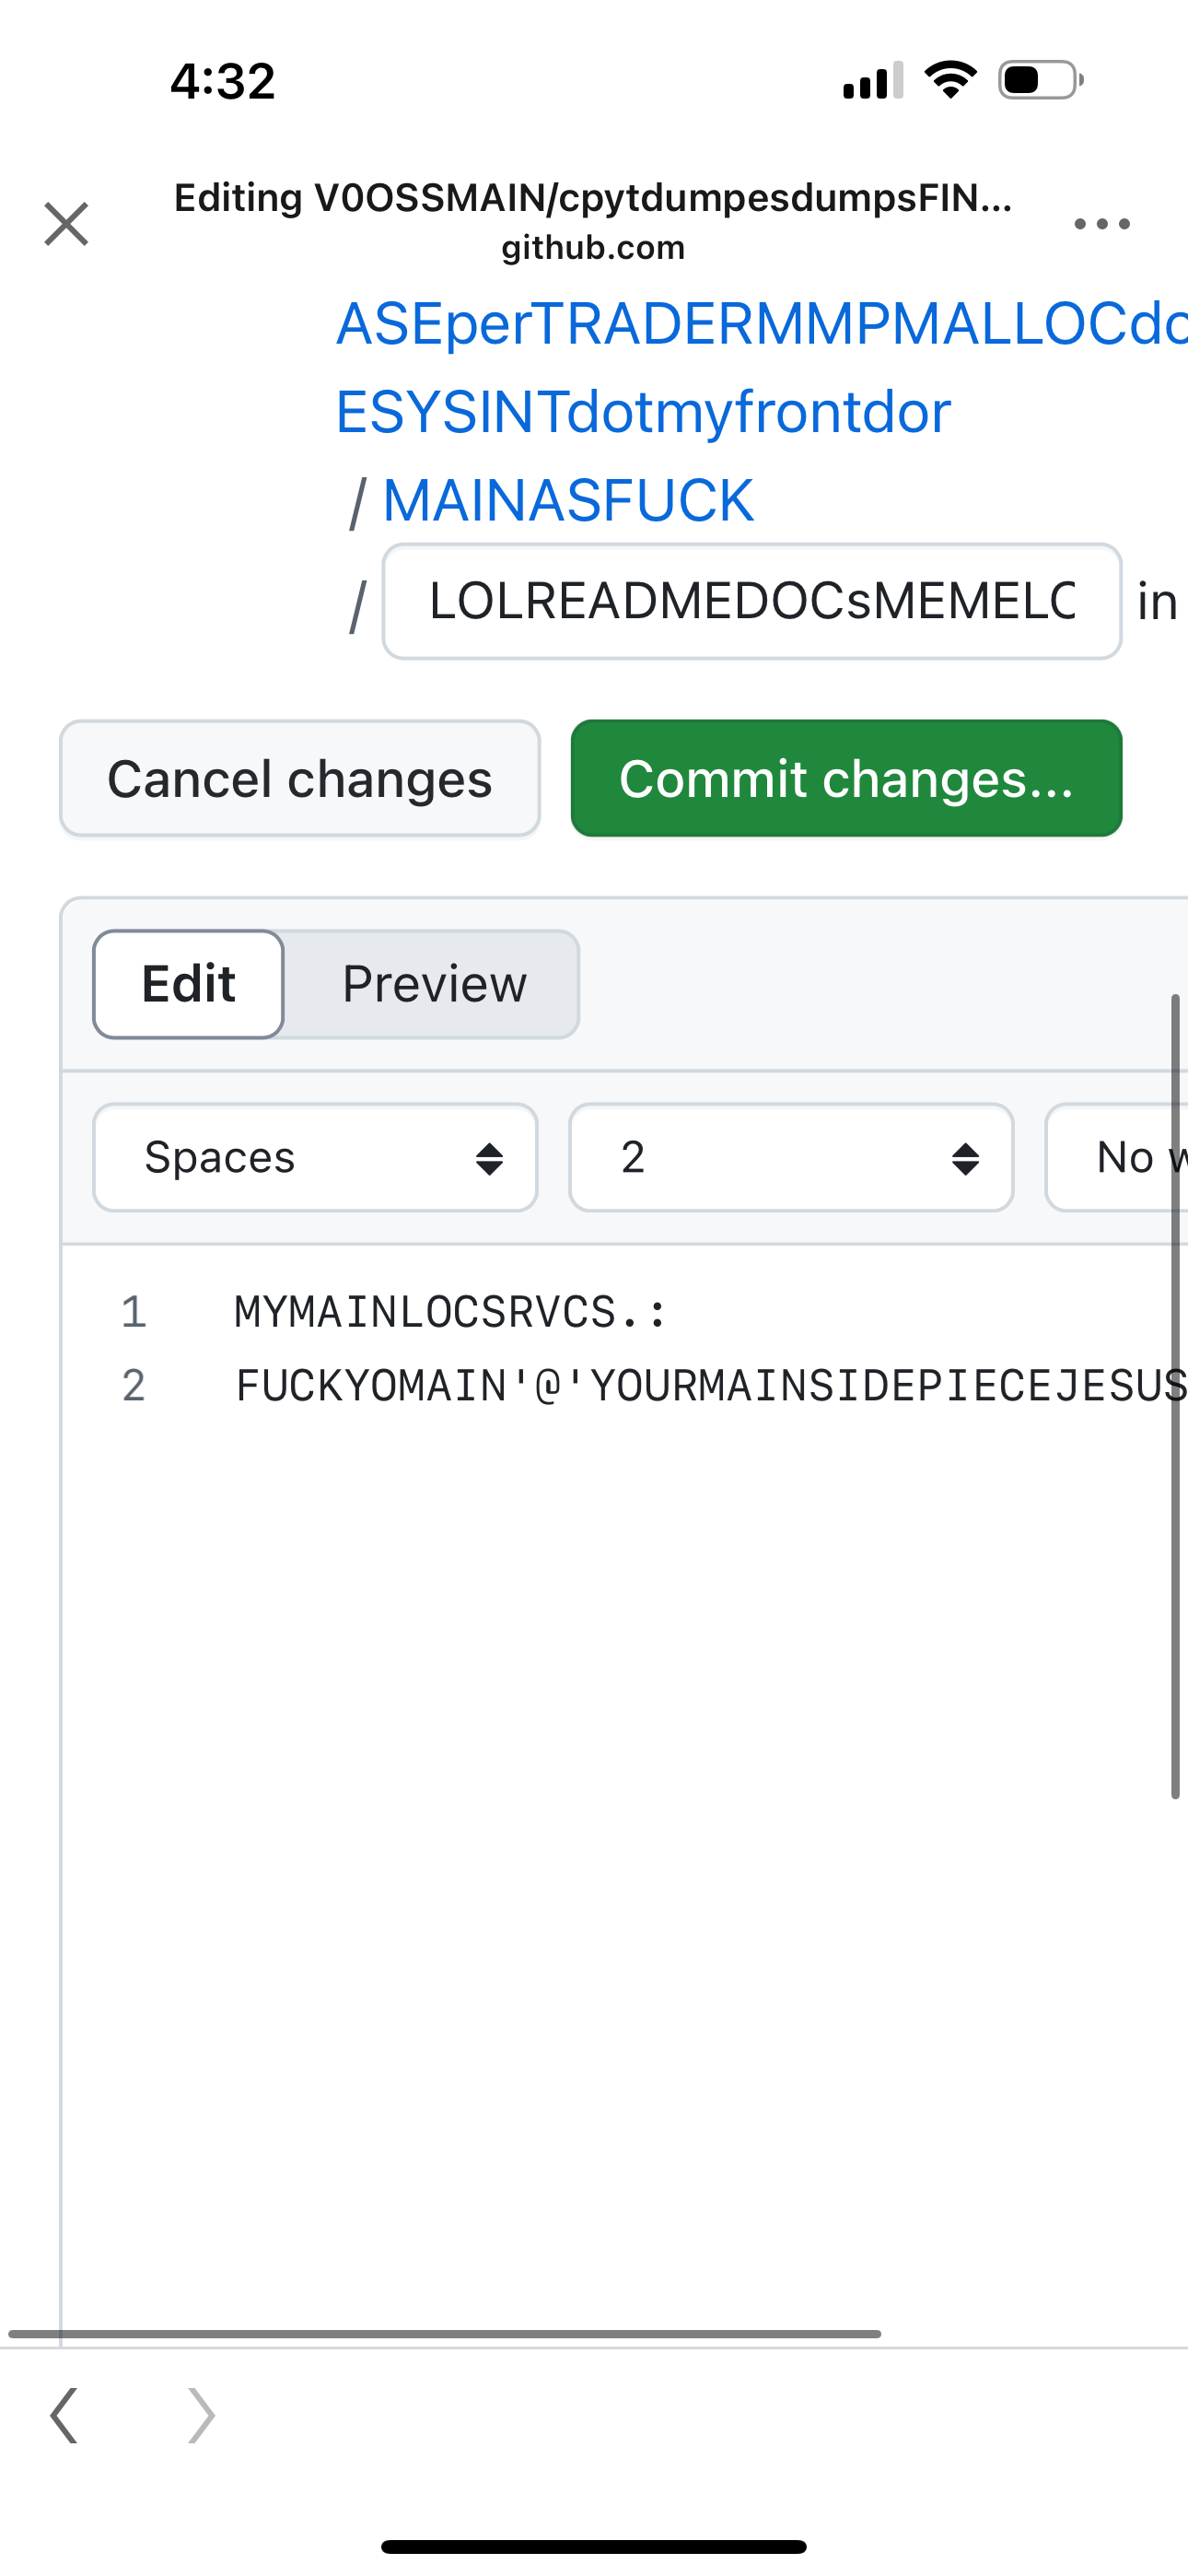 4:32
Editing V0OSSMAIN/cpytdumpesdumpsFIN...
github.com
ASEperTRADERMMPMALLOCdc
ESYSINTdotmyfrontdor
/ MAINASFUCK
/ LOLREADMEDOCsMEMELC in
Cancel changes Commit changes...
Edit Preview
Spaces 2 No w
1 MYMAINLOCSRVCS.:
2 FUCKYOMAIN'@'YOURMAINSIDEPIECEJESUS